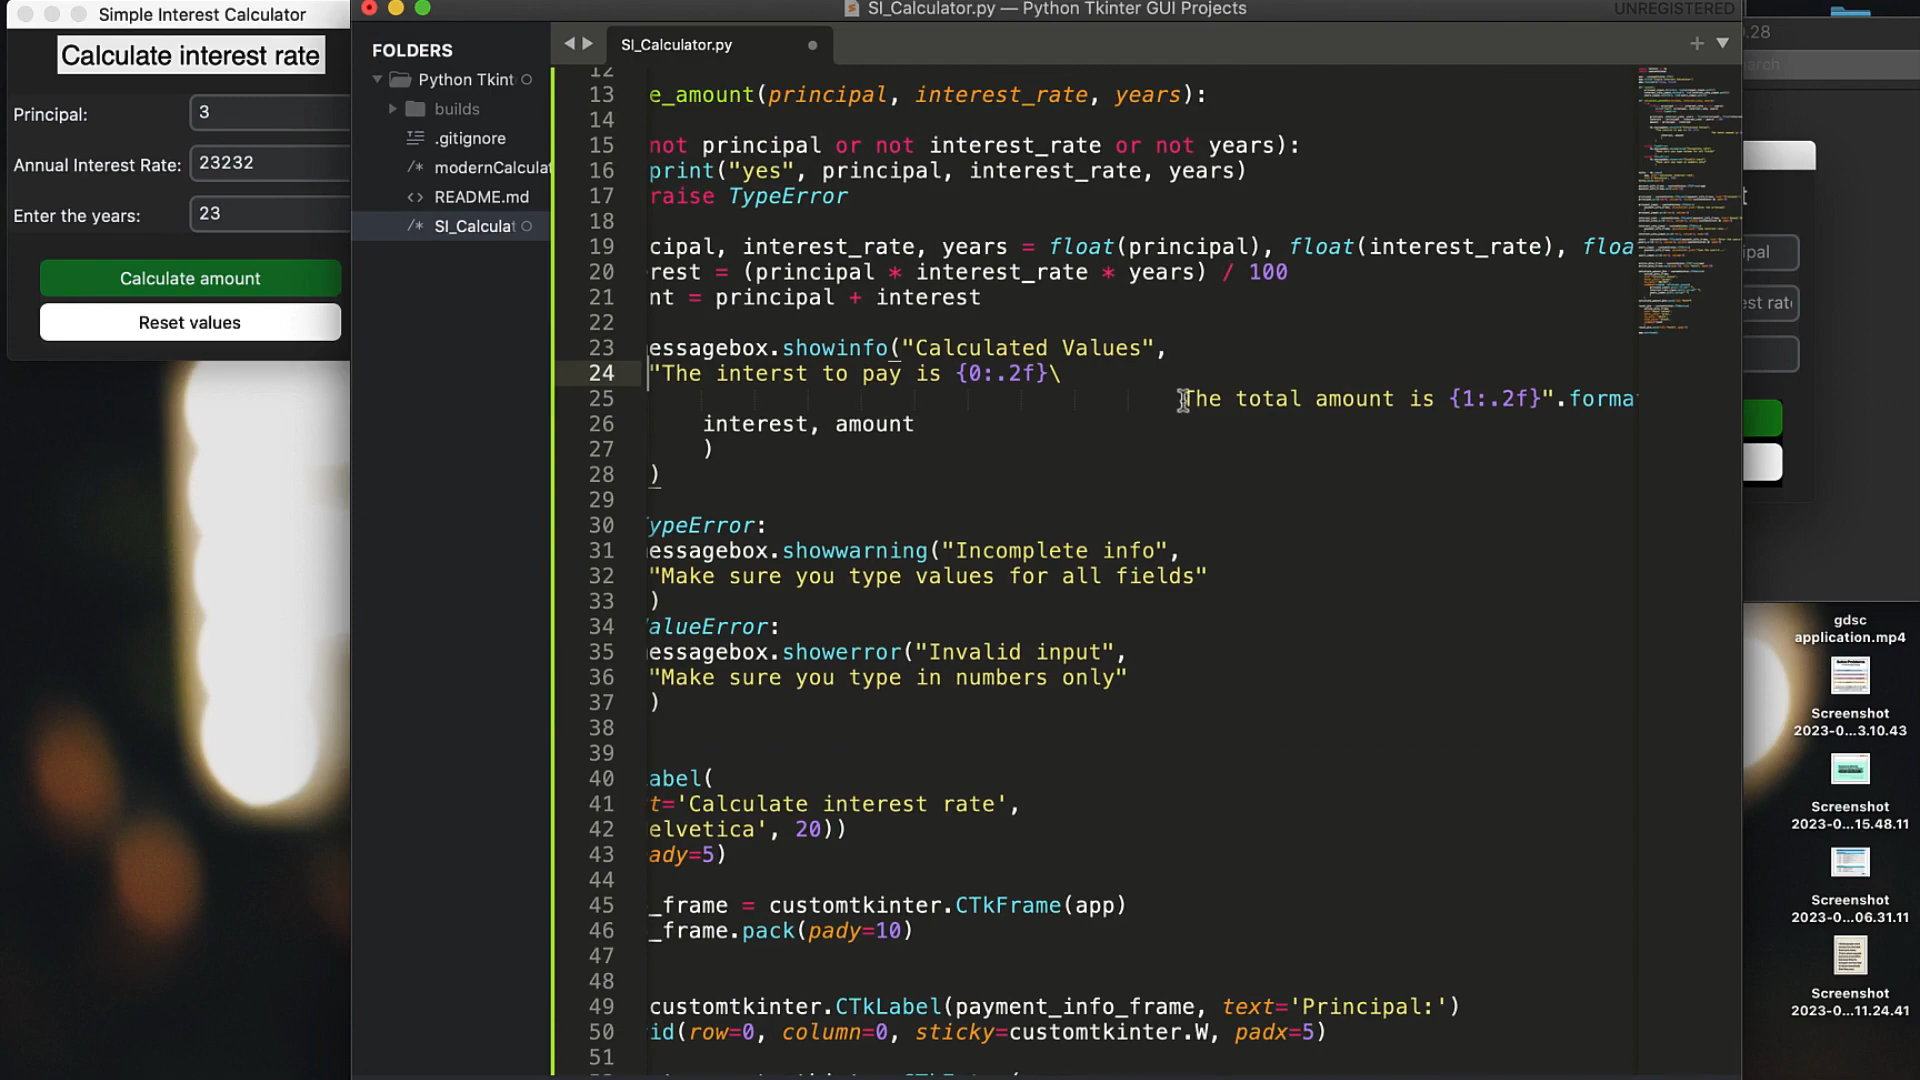 Simple Interest Calculator
Calculate interest rate
Principal: 3
Annual Interest Rate: 23232
Enter the years: 23
Calculate amount
Reset values
SI_Calculator.py — Python Tkinter GUI Projects
UNREGISTERED
FOLDERS
Python Tkint
builds
.gitignore
modernCalculat
README.md
SI_Calculat
SI_Calculator.py
12
13 e_amount(principal, interest_rate, years):
14
15 not principal or not interest_rate or not years):
16 print("yes", principal, interest_rate, years)
17 raise TypeError
18
19 cipal, interest_rate, years = float(principal), float(interest_rate), floa
20 rest = (principal * interest_rate * years) / 100
21 nt = principal + interest
22
23 essagebox.showinfo("Calculated Values",
24 "The interst to pay is {0:.2f}\
25 The total amount is {1:.2f}".forma
26 interest, amount
27 )
28 )
29
30 ypeError:
31 essagebox.showwarning("Incomplete info",
32 "Make sure you type values for all fields"
33 )
34 alueError:
35 essagebox.showerror("Invalid input",
36 "Make sure you type in numbers only"
37 )
38
39
40 abel(
41 t='Calculate interest rate',
42 elvetica', 20))
43 ady=5)
44
45 _frame = customtkinter.CTkFrame(app)
46 _frame.pack(pady=10)
47
48
49 customtkinter.CTkLabel(payment_info_frame, text='Principal:')
50 id(row=0, column=0, sticky=customtkinter.W, padx=5)
51
0.28
arch
t
ipal
est rate
gdsc
application.mp4
Screenshot
2023-0...3.10.43
Screenshot
2023-0...15.48.11
Screenshot
2023-0...06.31.11
Screenshot
2023-0...11.24.41